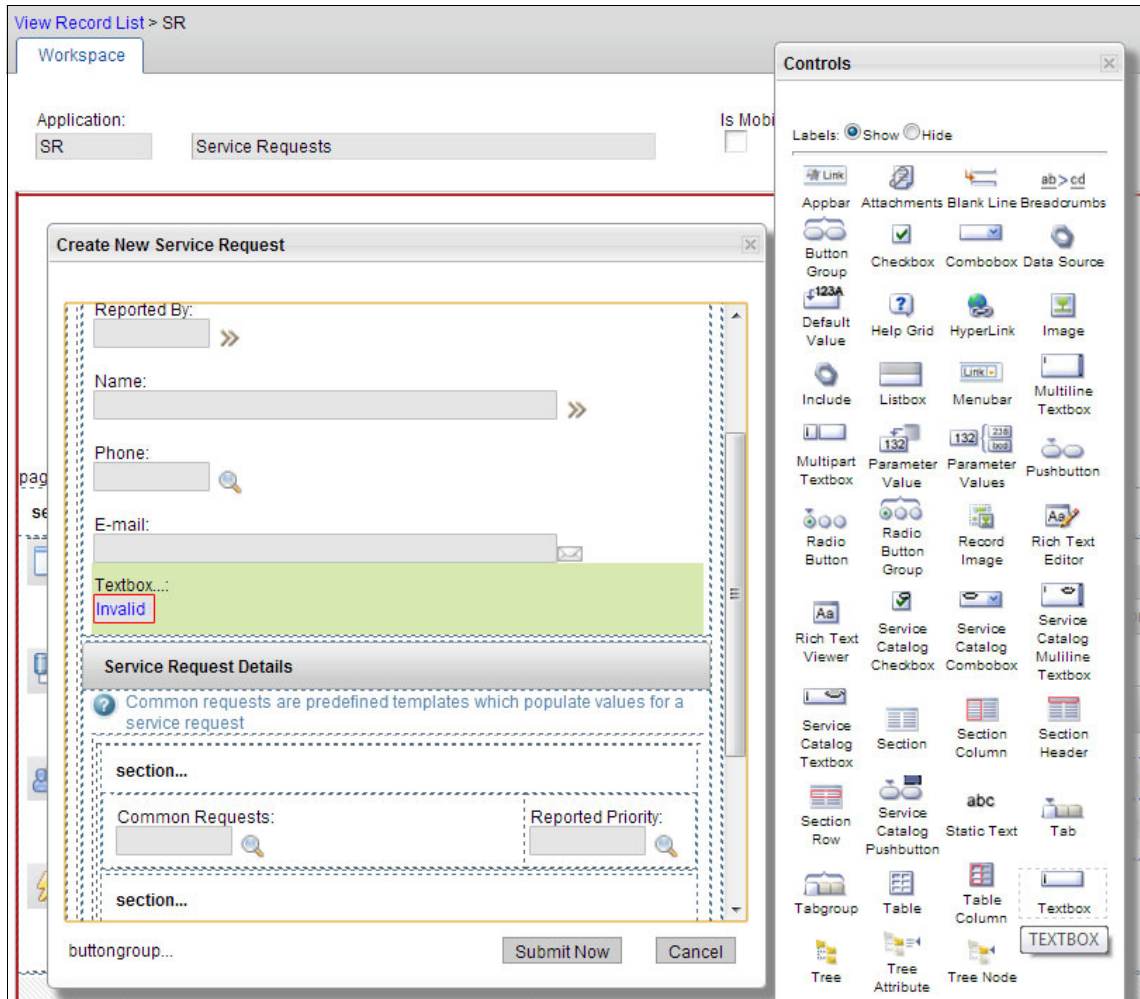 View Record List > SR
Workspace
Application:
SR
Service Requests
Is Mobi
Create New Service Request
Reported By:
Name:
Phone:
E-mail:
Textbox...:
Invalid
Service Request Details
Common requests are predefined templates which populate values for a
service request
section...
Common Requests:
Reported Priority:
section...
buttongroup...
Submit Now
Cancel
pag
se
Controls
Labels: Show Hide
Link
ab>cd
Appbar Attachments Blank Line Breadcrumbs
Button
Group
Checkbox Combobox Data Source
123A
Default
Value
Help Grid HyperLink Image
Link
Include Listbox Menubar
Multiline
Textbox
132
132
Multipart
Textbox
Parameter
Value
Parameter
Values
Pushbutton
Radio
Button
Radio
Button
Group
Record
Image
Aa
Rich Text
Editor
Aa
Rich Text
Viewer
Service
Catalog
Checkbox
Service
Catalog
Combobox
Service
Catalog
Muliline
Textbox
Service
Catalog
Textbox
Section
Section
Column
Section
Header
Section
Row
Service
Catalog
Pushbutton
abc
Static Text
Tab
Tabgroup
Table
Table
Column
Textbox
TEXTBOX
Tree
Tree
Attribute
Tree Node